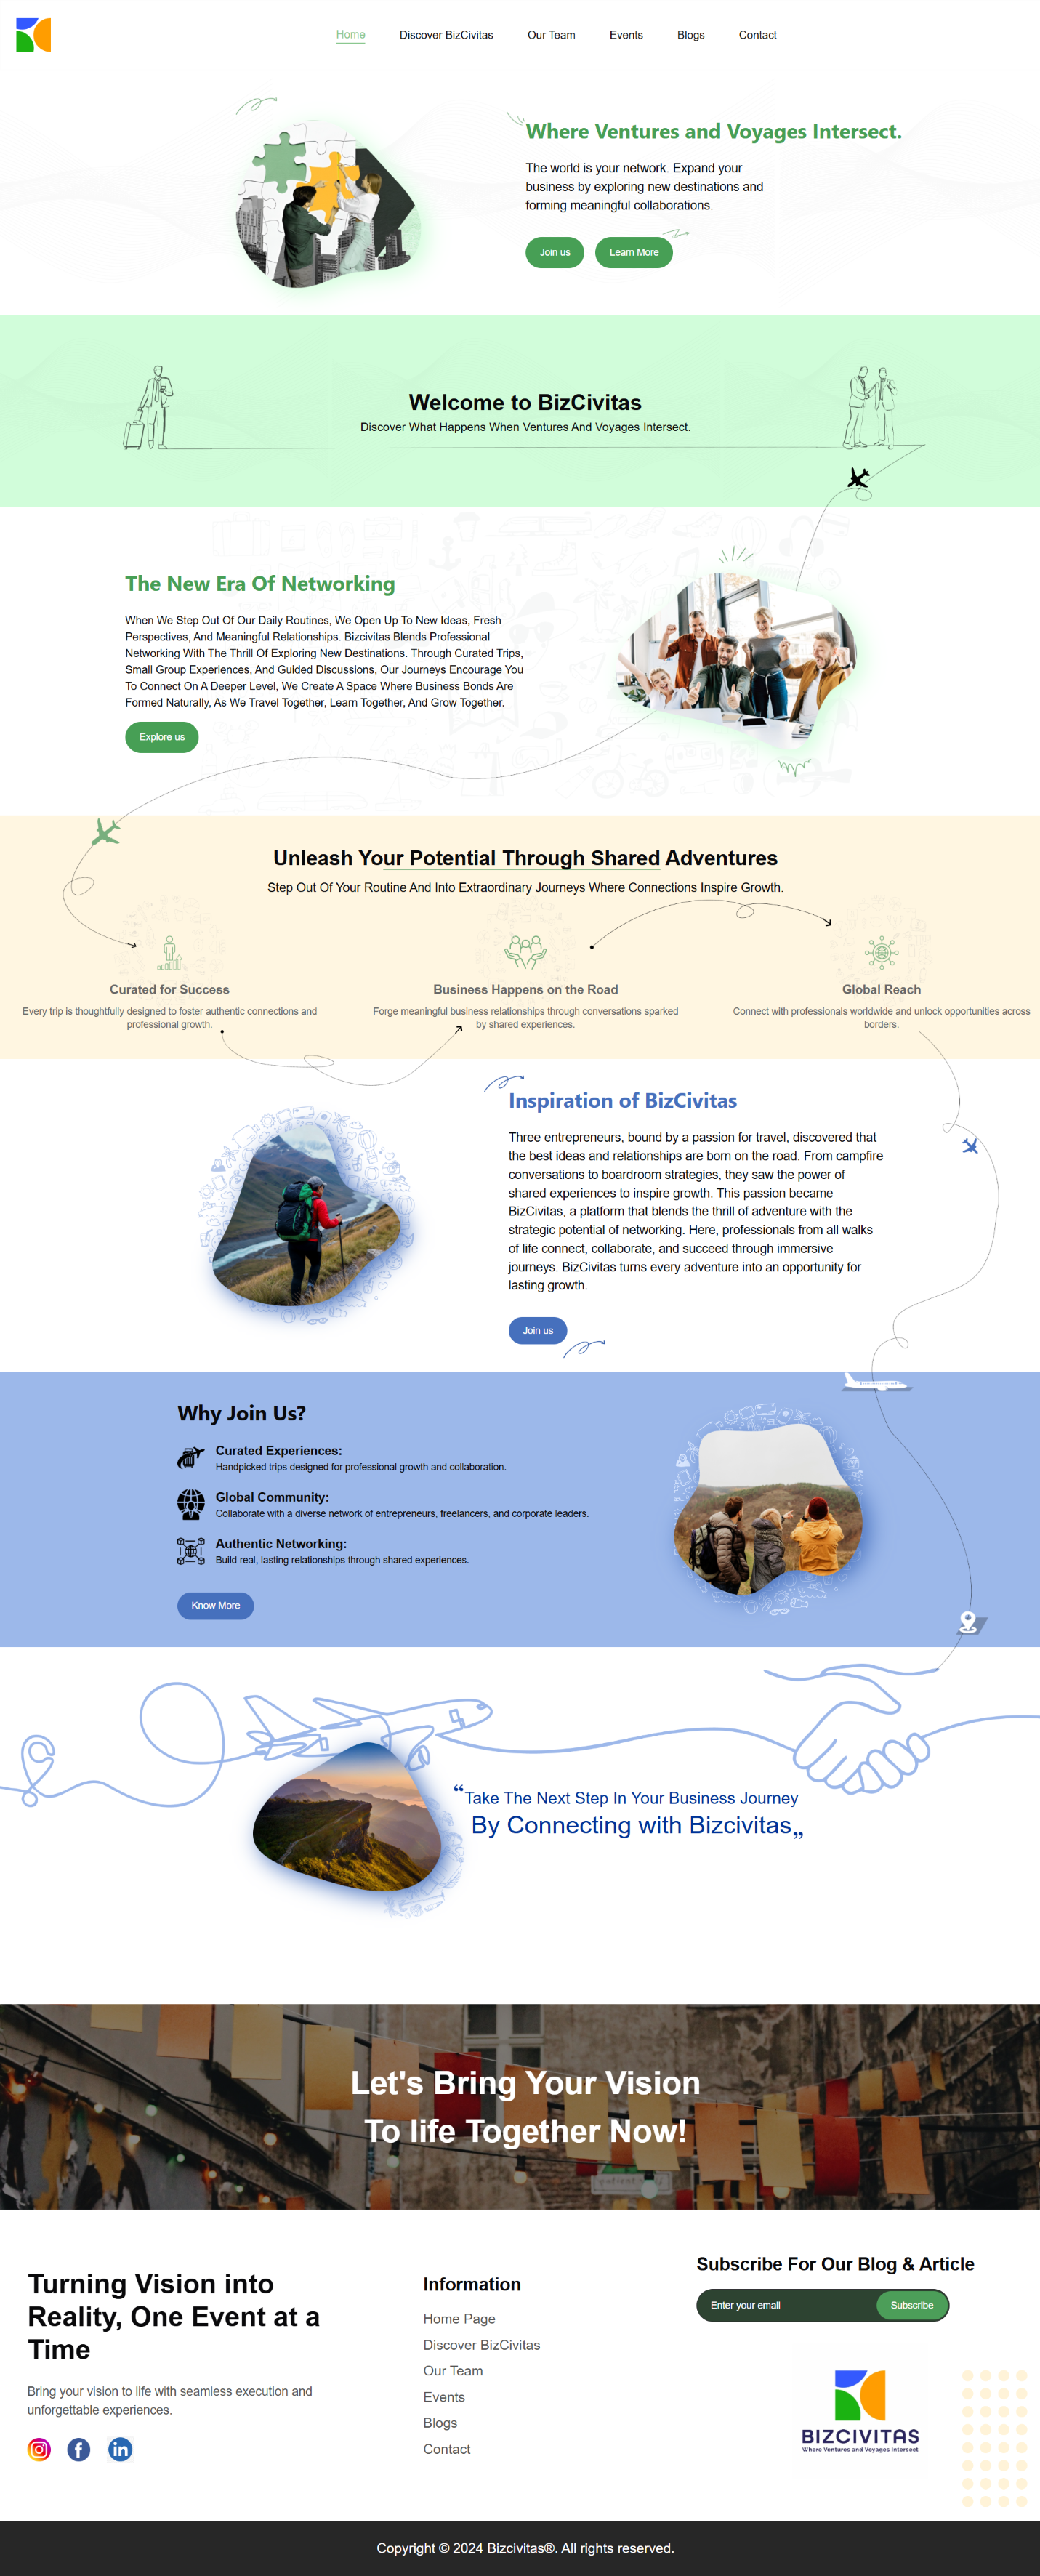 Home Discover BizCivitas Our Team Events Blogs Contact
Where Ventures and Voyages Intersect.
The world is your network. Expand your
business by exploring new destinations and
forming meaningful collaborations.
Join us Learn More
Welcome to BizCivitas
Discover What Happens When Ventures And Voyages Intersect.
The New Era Of Networking
When We Step Out Of Our Daily Routines, We Open Up To New Ideas, Fresh
Perspectives, And Meaningful Relationships. Bizcivitas Blends Professional
Networking With The Thrill Of Exploring New Destinations. Through Curated Trips,
Small Group Experiences, And Guided Discussions, Our Journeys Encourage You
To Connect On A Deeper Level, We Create A Space Where Business Bonds Are
Formed Naturally, As We Travel Together, Learn Together, And Grow Together.
Explore us
Unleash Your Potential Through Shared Adventures
Step Out Of Your Routine And Into Extraordinary Journeys Where Connections Inspire Growth.
Curated for Success
Every trip is thoughtfully designed to foster authentic connections and
professional growth.
Business Happens on the Road
Forge meaningful business relationships through conversations sparked
by shared experiences.
Global Reach
Connect with professionals worldwide and unlock opportunities across
borders.
Inspiration of BizCivitas
Three entrepreneurs, bound by a passion for travel, discovered that
the best ideas and relationships are born on the road. From campfire
conversations to boardroom strategies, they saw the power of
shared experiences to inspire growth. This passion became
BizCivitas, a platform that blends the thrill of adventure with the
strategic potential of networking. Here, professionals from all walks
of life connect, collaborate, and succeed through immersive
journeys. BizCivitas turns every adventure into an opportunity for
lasting growth.
Join us
Why Join Us?
Curated Experiences:
Handpicked trips designed for professional growth and collaboration.
Global Community:
Collaborate with a diverse network of entrepreneurs, freelancers, and corporate leaders.
Authentic Networking:
Build real, lasting relationships through shared experiences.
Know More
“Take The Next Step In Your Business Journey
By Connecting with Bizcivitas„
Let's Bring Your Vision
To life Together Now!
Turning Vision into
Reality, One Event at a
Time
Bring your vision to life with seamless execution and
unforgettable experiences.
Information
Home Page
Discover BizCivitas
Our Team
Events
Blogs
Contact
Subscribe For Our Blog & Article
Enter your email Subscribe
BIZCIVITAS
Where Ventures and Voyages Intersect
Copyright © 2024 Bizcivitas®. All rights reserved.